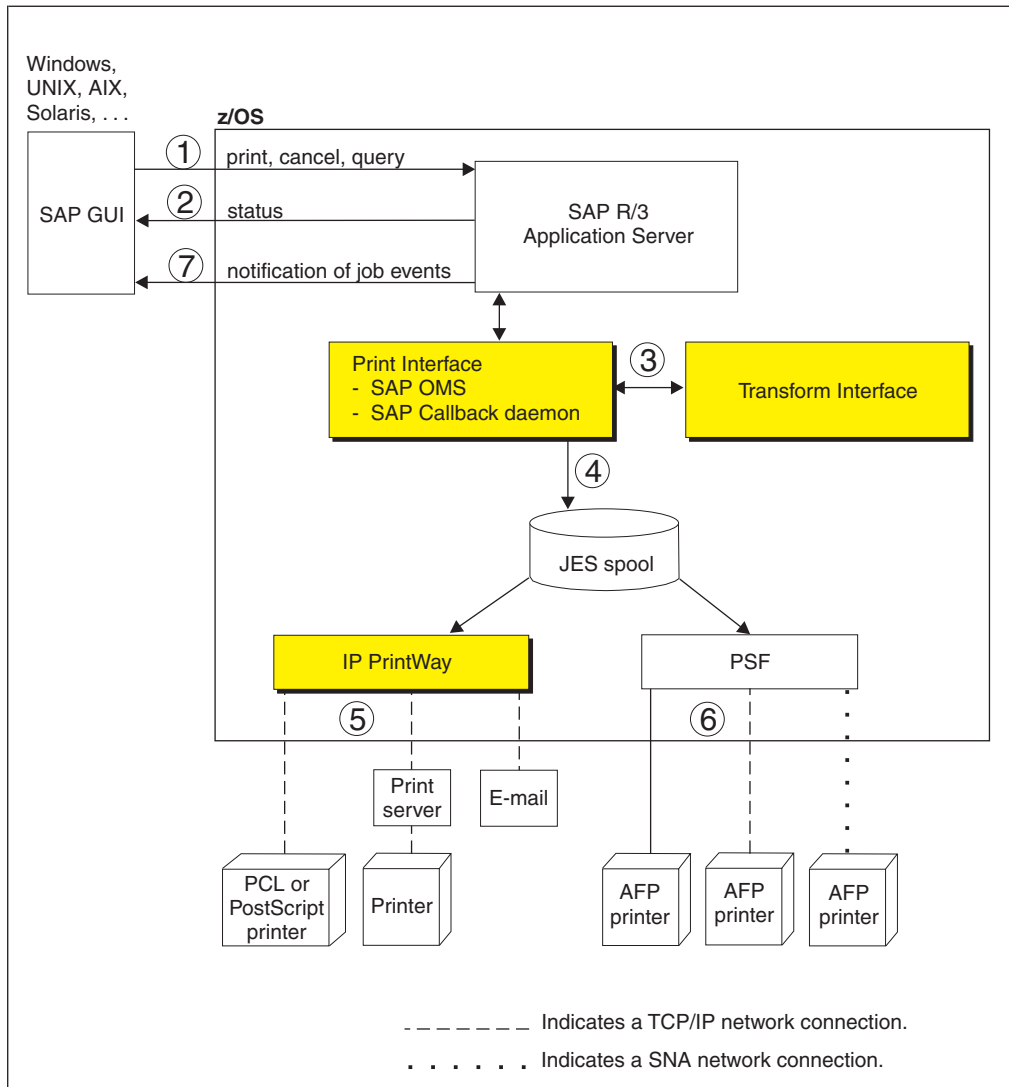 Windows,
UNIX, AIX,
Solaris, . . .
z/OS
SAP GUI
1
print, cancel, query
2
status
7
notification of job events
SAP R/3
Application Server
Print Interface
- SAP OMS
- SAP Callback daemon
3
Transform Interface
4
JES spool
IP PrintWay
PSF
5
6
Print
server
E-mail
PCL or
PostScript
printer
Printer
AFP
printer
AFP
printer
AFP
printer
Indicates a TCP/IP network connection.
Indicates a SNA network connection.